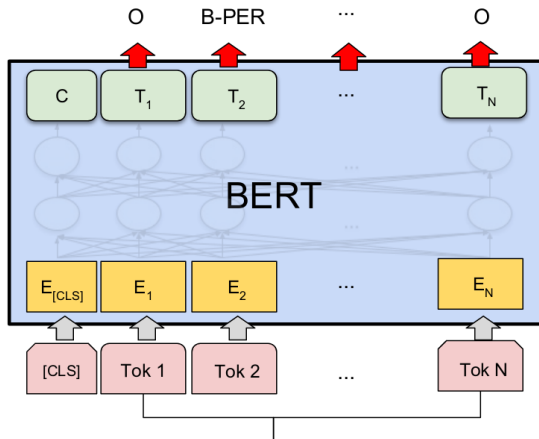 O B-PER ... O
C T1 T2 ... TN
...
BERT
...
E[CLS] E1 E2 ... EN
[CLS] Tok 1 Tok 2 ... Tok N